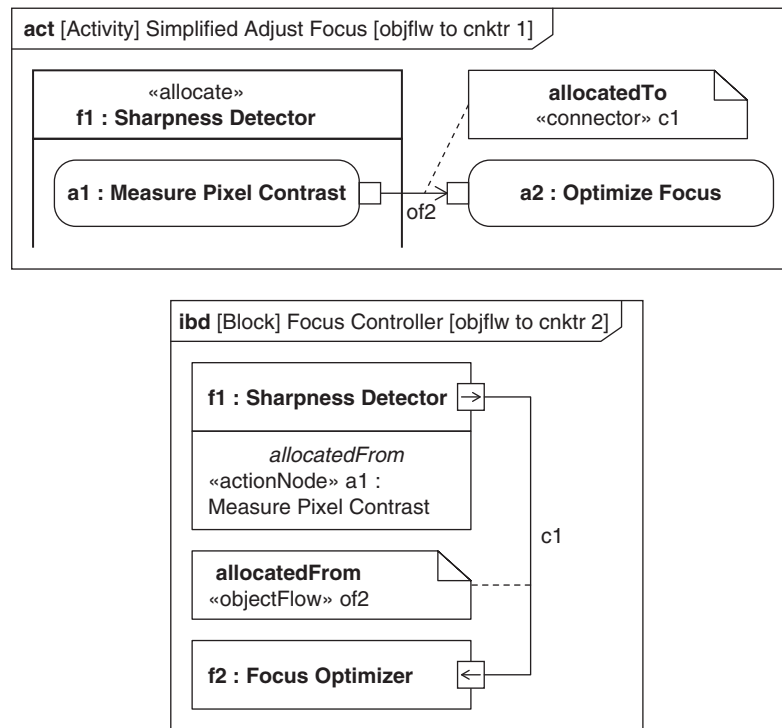 act [Activity] Simplified Adjust Focus [objflw to cnktr 1]
«allocate»
f1 : Sharpness Detector
allocatedTo
«connector» c1
a1 : Measure Pixel Contrast
of2
a2 : Optimize Focus
ibd [Block] Focus Controller [objflw to cnktr 2]
f1 : Sharpness Detector
allocatedFrom
«actionNode» a1 :
Measure Pixel Contrast
c1
allocatedFrom
«objectFlow» of2
f2 : Focus Optimizer